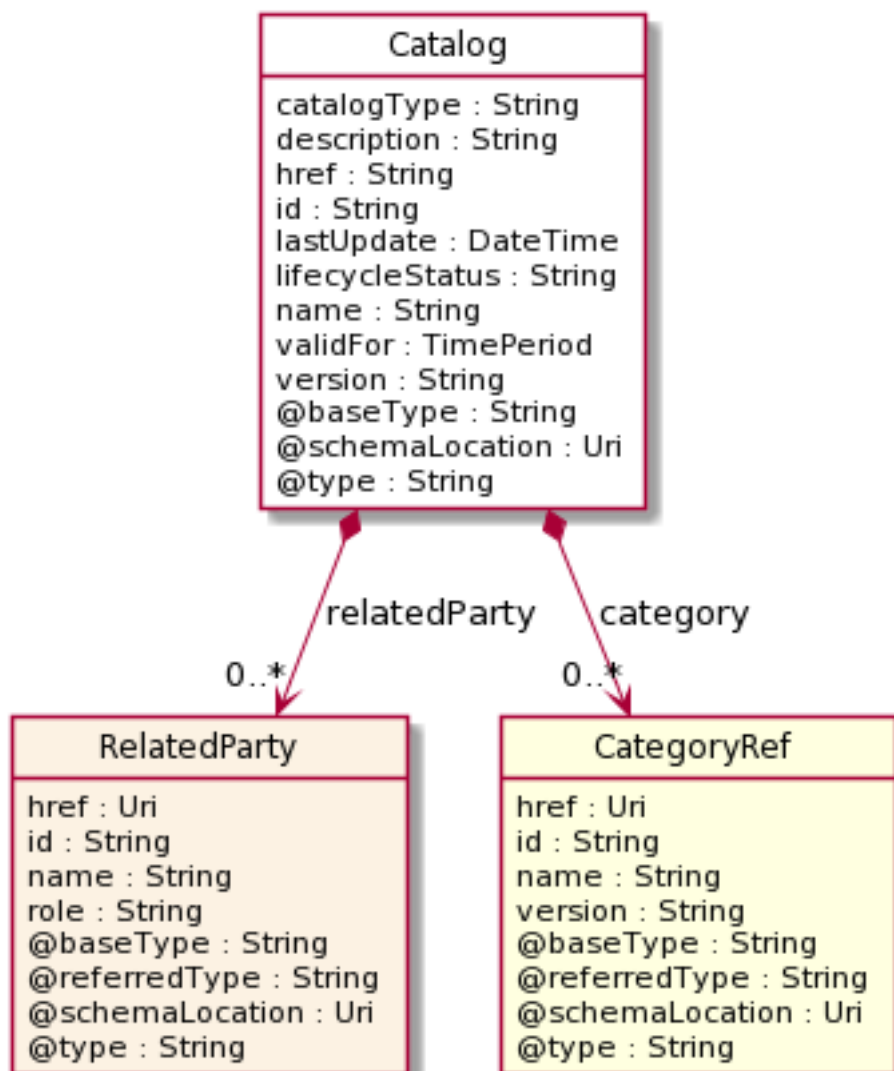 Catalog
catalogType : String
description : String
href : String
id : String
lastUpdate : DateTime
lifecycleStatus : String
name : String
validFor : TimePeriod
version : String
@baseType : String
@schemaLocation : Uri
@type : String
relatedParty
category
0..*
0..*
RelatedParty
href : Uri
id : String
name : String
role : String
@baseType : String
@referredType : String
@schemaLocation : Uri
@type : String
CategoryRef
href : Uri
id : String
name : String
version : String
@baseType : String
@referredType : String
@schemaLocation : Uri
@type : String